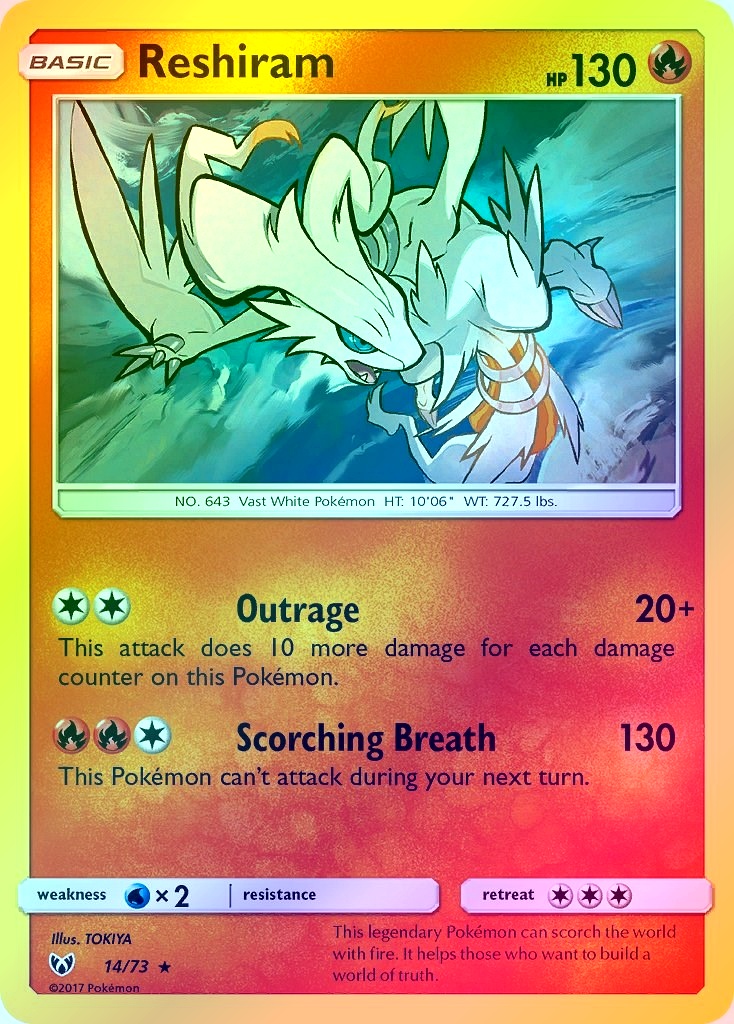 BASIC Reshiram HP 130
NO. 643 Vast White Pokémon HT: 10'06" WT: 727.5 lbs.
Outrage 20+
This attack does 10 more damage for each damage
counter on this Pokémon.
Scorching Breath 130
This Pokémon can't attack during your next turn.
weakness ×2 resistance retreat
Illus. TOKIYA
14/73 ★
©2017 Pokémon
This legendary Pokémon can scorch the world
with fire. It helps those who want to build a
world of truth.